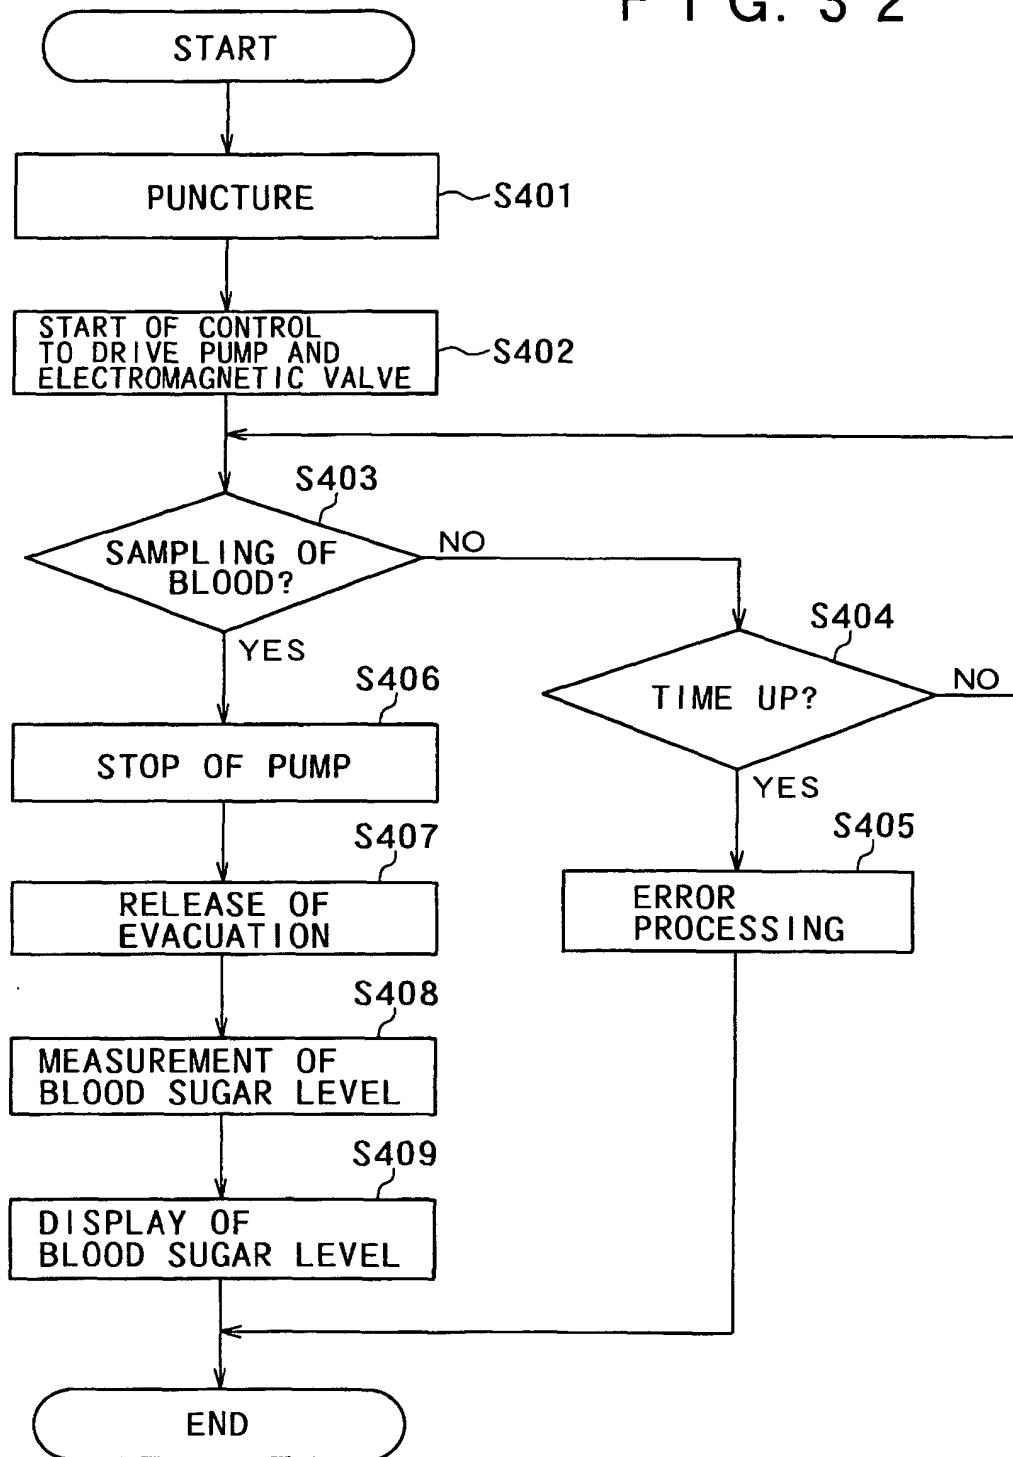 FIG. 32
START
PUNCTURE
S401
START OF CONTROL
TO DRIVE PUMP AND
ELECTROMAGNETIC VALVE
S402
S403
SAMPLING OF
BLOOD?
NO
YES
S404
TIME UP?
NO
YES
S405
ERROR
PROCESSING
S406
STOP OF PUMP
S407
RELEASE OF
EVACUATION
S408
MEASUREMENT OF
BLOOD SUGAR LEVEL
S409
DISPLAY OF
BLOOD SUGAR LEVEL
END